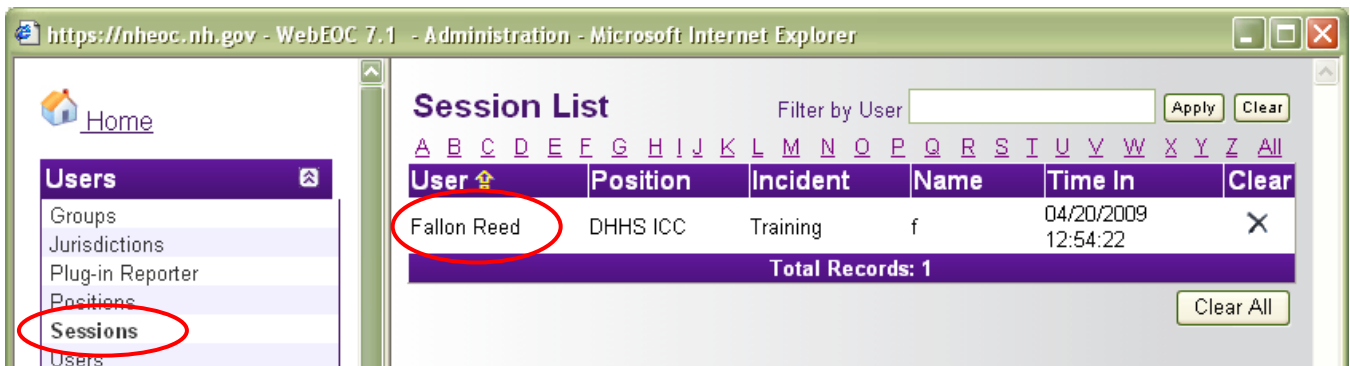 https://nheoc.nh.gov - WebEOC 7.1 - Administration - Microsoft Internet Explorer
Home
Users
Groups
Jurisdictions
Plug-in Reporter
Positions
Sessions
Users
Session List
Filter by User Apply Clear
A B C D E F G H I J K L M N O P Q R S T U V W X Y Z All
User Position Incident Name Time In Clear
Fallon Reed DHHS ICC Training f 04/20/2009
12:54:22
Total Records: 1
Clear All